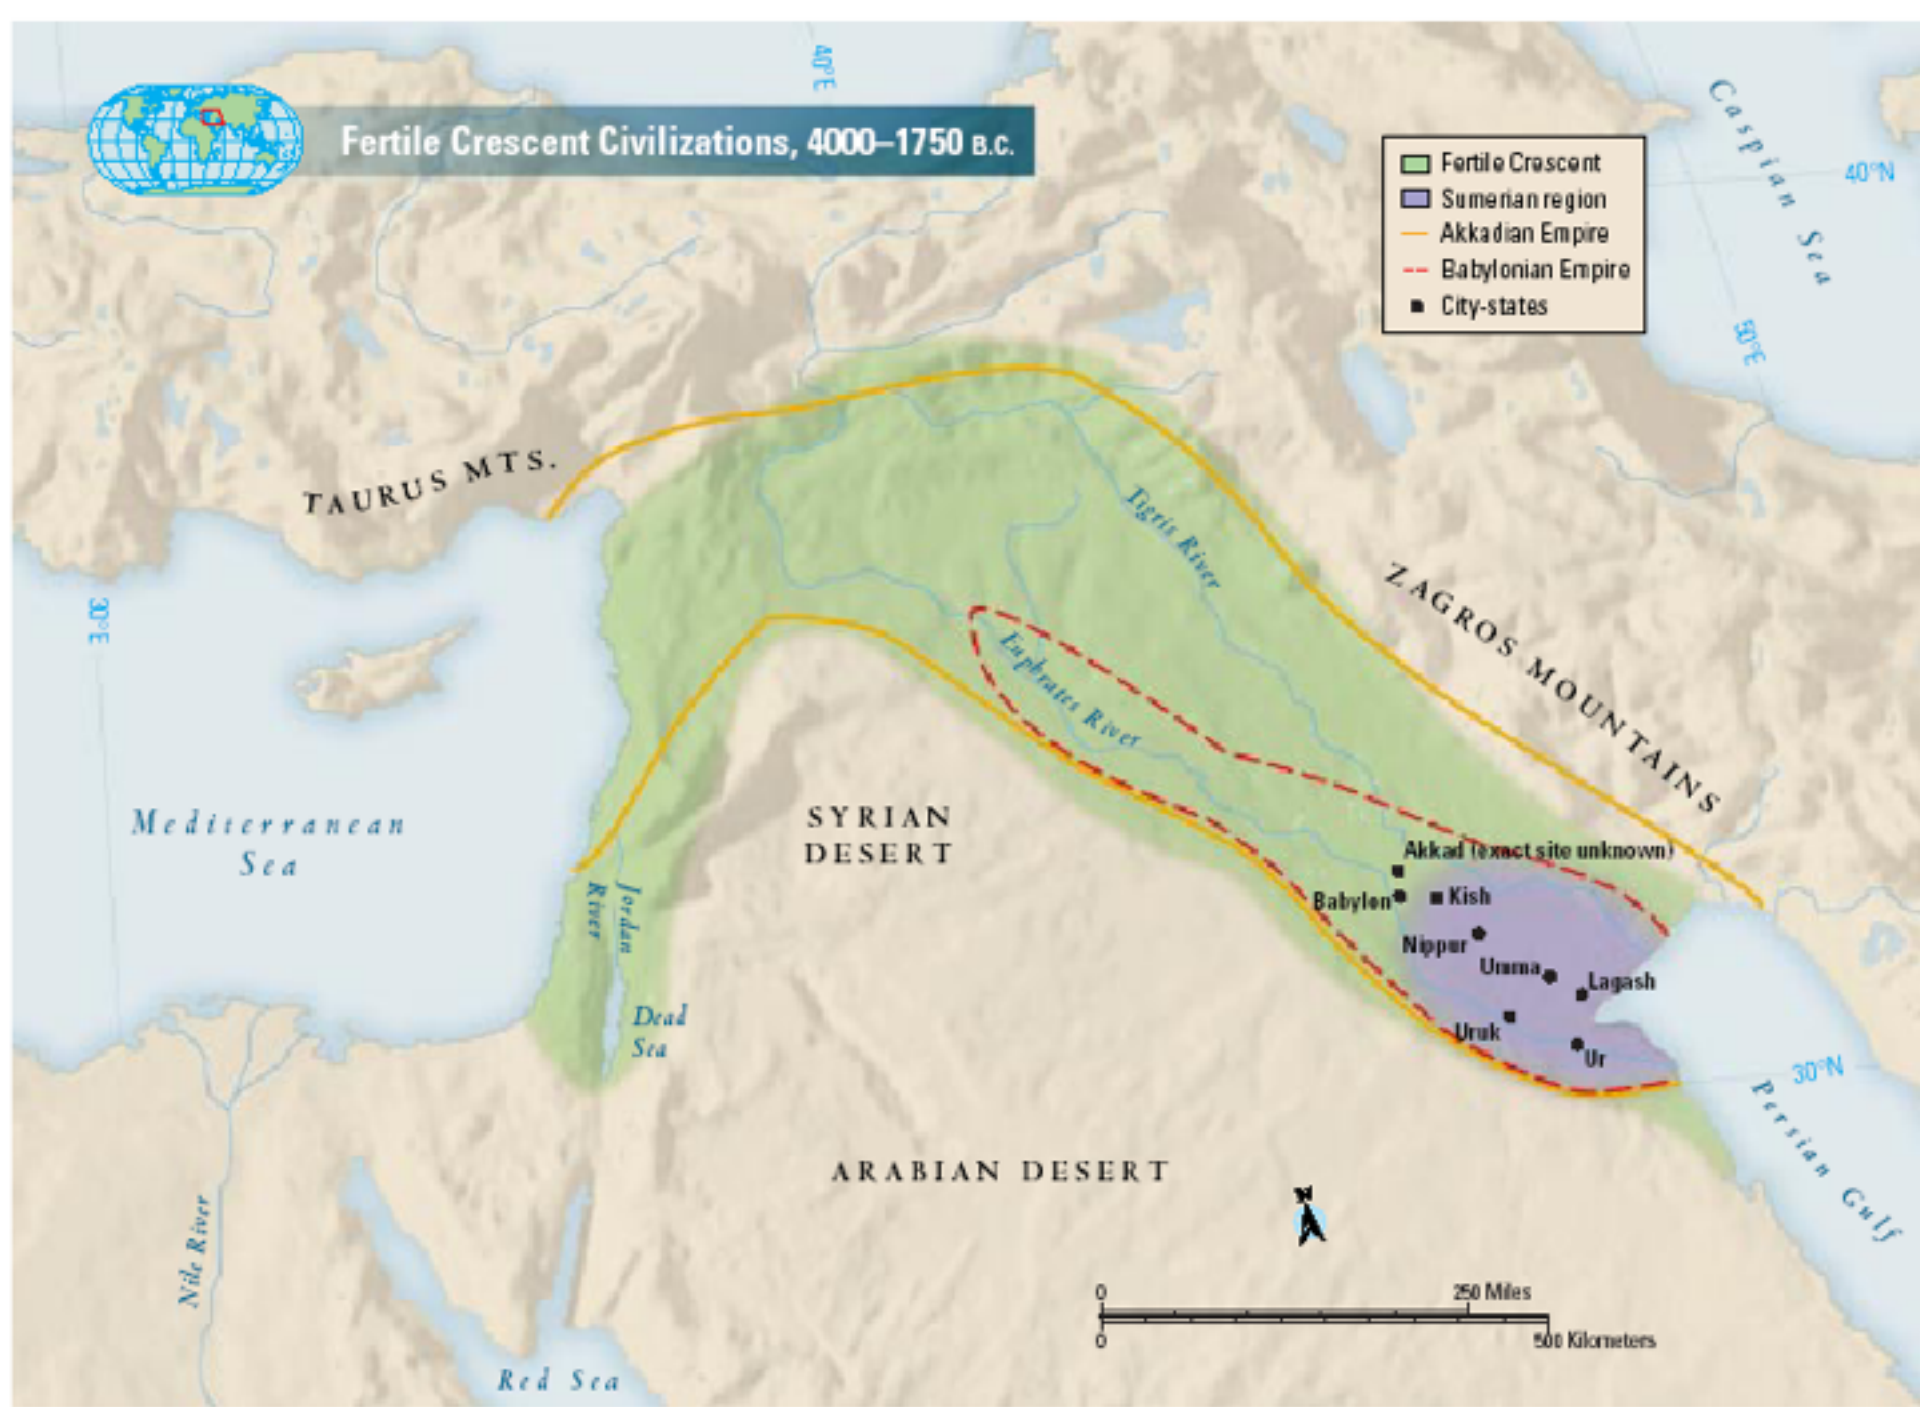 40°E
Fertile Crescent Civilizations, 4000–1750 B.C.
Fertile Crescent
Sumerian region
Akkadian Empire
Babylonian Empire
City-states
Caspian Sea
40°N
50°E
TAURUS MTS.
Tigris River
ZAGROS MOUNTAINS
30°E
Euphrates River
Mediterranean
Sea
SYRIAN
DESERT
Akkad (exact site unknown)
Babylon
Kish
Nippur
Umma
Lagash
Uruk
Ur
Jordan
River
Dead
Sea
30°N
Persian Gulf
ARABIAN DESERT
N
Nile River
0
250 Miles
0
500 Kilometers
Red Sea